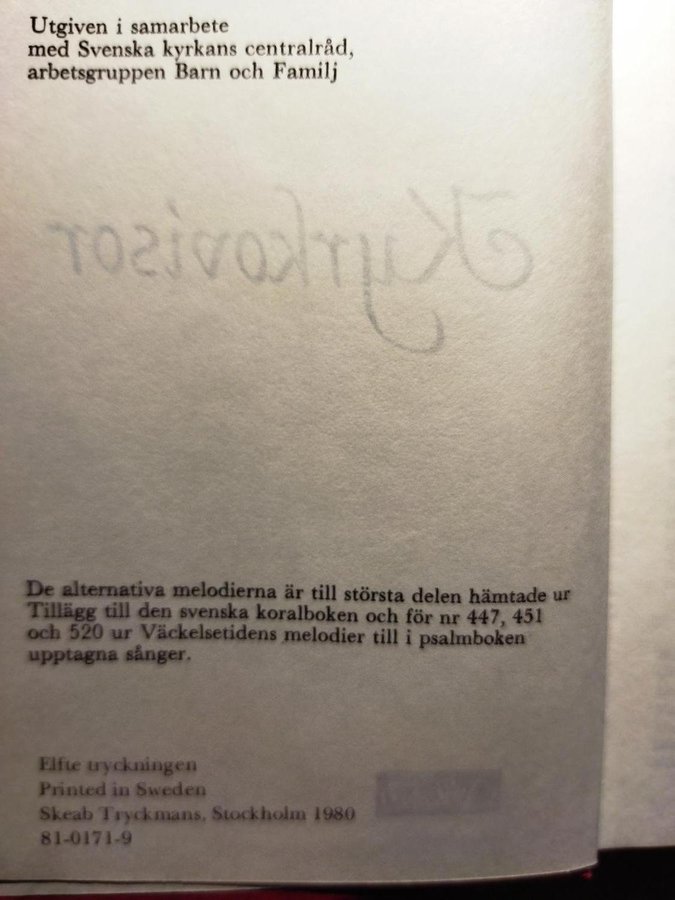 Utgiven i samarbete
med Svenska kyrkans centralråd,
arbetsgruppen Barn och Familj
Kyrkovisor
De alternativa melodierna är till största delen hämtade ur
Tillägg till den svenska koralboken och för nr 447, 451
och 520 ur Väckelsetidens melodier till i psalmboken
upptagna sånger.
Elfte tryckningen
Printed in Sweden
Skeab Tryckmans, Stockholm 1980
81-0171-9